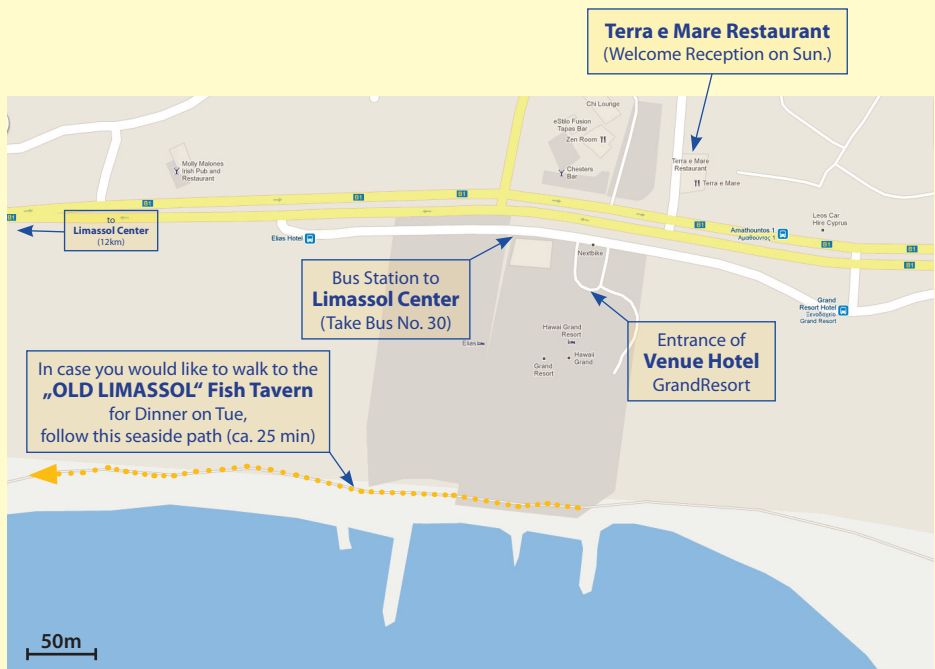 Terra e Mare Restaurant
(Welcome Reception on Sun.)
Chi Lounge
eStilo Fusion
Tapas Bar
Zen Room
Chesters
Bar
Molly Malones
Irish Pub and
Restaurant
Terra e Mare
Restaurant
Terra e Mare
B1
B1
B1
B1
B1
B1
B1
B1
to
Limassol Center
(12km)
Elias Hotel
Amathountos 1
Αμαθούντος 1
Leos Car
Hire Cyprus
Nextbike
Bus Station to
Limassol Center
(Take Bus No. 30)
Grand
Resort Hotel
Ξενοδοχείο
Grand Resort
Elias
Hawai Grand
Resort
Grand
Resort
Hawaii
Grand
Entrance of
Venue Hotel
GrandResort
In case you would like to walk to the
„OLD LIMASSOL“ Fish Tavern
for Dinner on Tue,
follow this seaside path (ca. 25 min)
50m